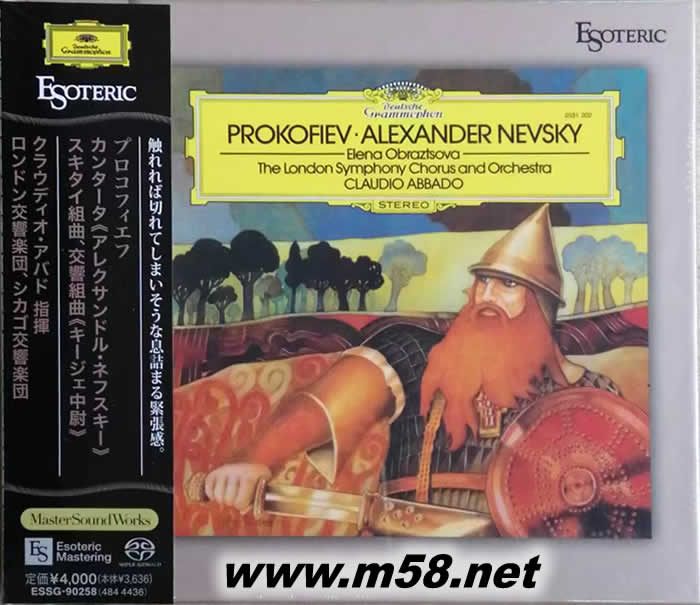 Deutsche
Grammophon
ESOTERIC
触れれば切れてしまいそうな息詰まる緊張感。
プロコフィエフ
カンタータ《アレクサンドル・ネフスキー》
スキタイ組曲、交響組曲《キージェ中尉》
クラウディオ・アバド 指揮
ロンドン交響楽団、シカゴ交響楽団
MasterSoundWorks
ES
Esoteric
Mastering
SUPER AUDIO CD
定価¥4,000(本体¥3,636)
ESSG-90258(484 4436)
ESOTERIC
Deutsche
Grammophon
2531 202
PROKOFIEV · ALEXANDER NEVSKY
Elena Obraztsova
The London Symphony Chorus and Orchestra
CLAUDIO ABBADO
STEREO
www.m58.net